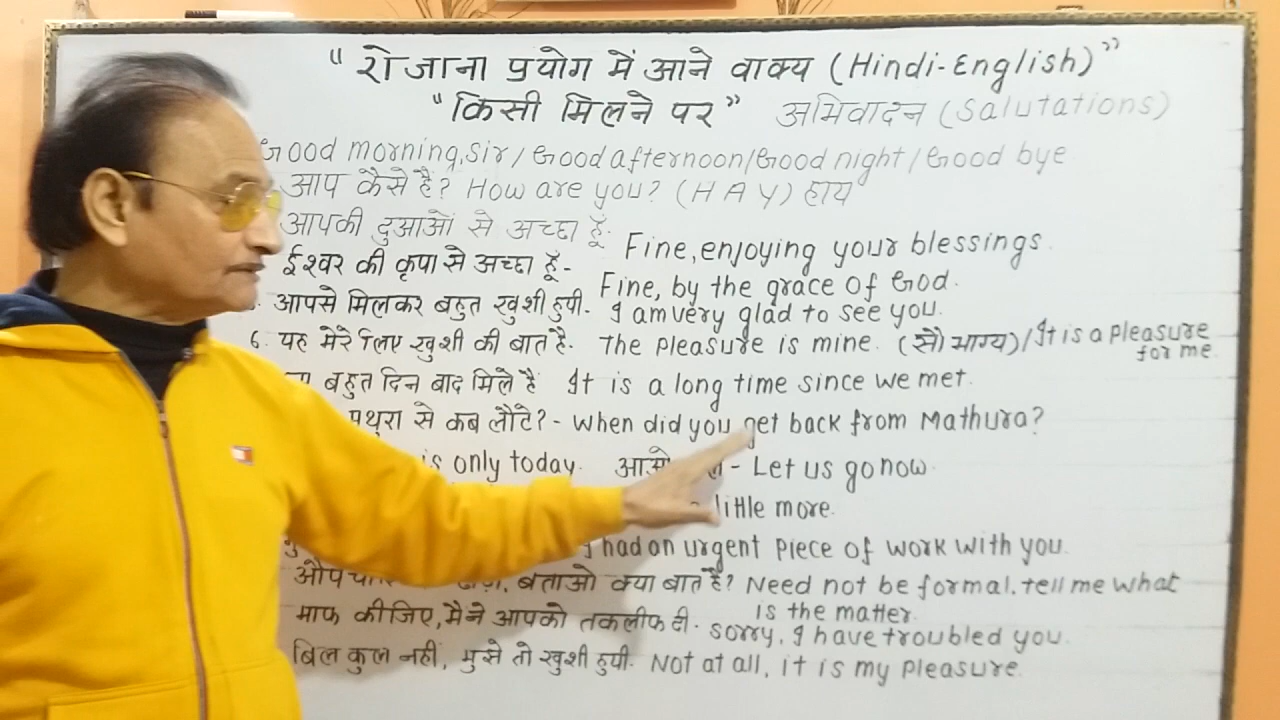 “रोजाना प्रयोग में आने वाक्य (Hindi-English)”
“किसी मिलने पर” अभिवादन (Salutations)
Good morning, sir / Good afternoon / Good night / Good bye
आप कैसे है? How are you? (H A Y) हाय
आपकी दुआओं से अच्छा हूँ. Fine, enjoying your blessings.
ईश्वर की कृपा से अच्छा हूँ - Fine, by the grace of God.
आपसे मिलकर बहुत खुशी हुयी. - I am very glad to see you.
6. यह मेरे लिए खुशी की बात है. The pleasure is mine. (सौभाग्य) / It is a pleasure for me.
बहुत दिन बाद मिले है It is a long time since we met.
से कब लौटे? - When did you get back from Mathura?
is only today. आओ - Let us go now.
little more.
I had an urgent piece of work with you.
बताओ क्या बात है? Need not be formal. Tell me what is the matter.
माफ कीजिए, मैने आपको तकलीफ दी. Sorry, I have troubled you.
बिल कुल नहीं, मुझे तो खुशी हुयी. Not at all, it is my pleasure.